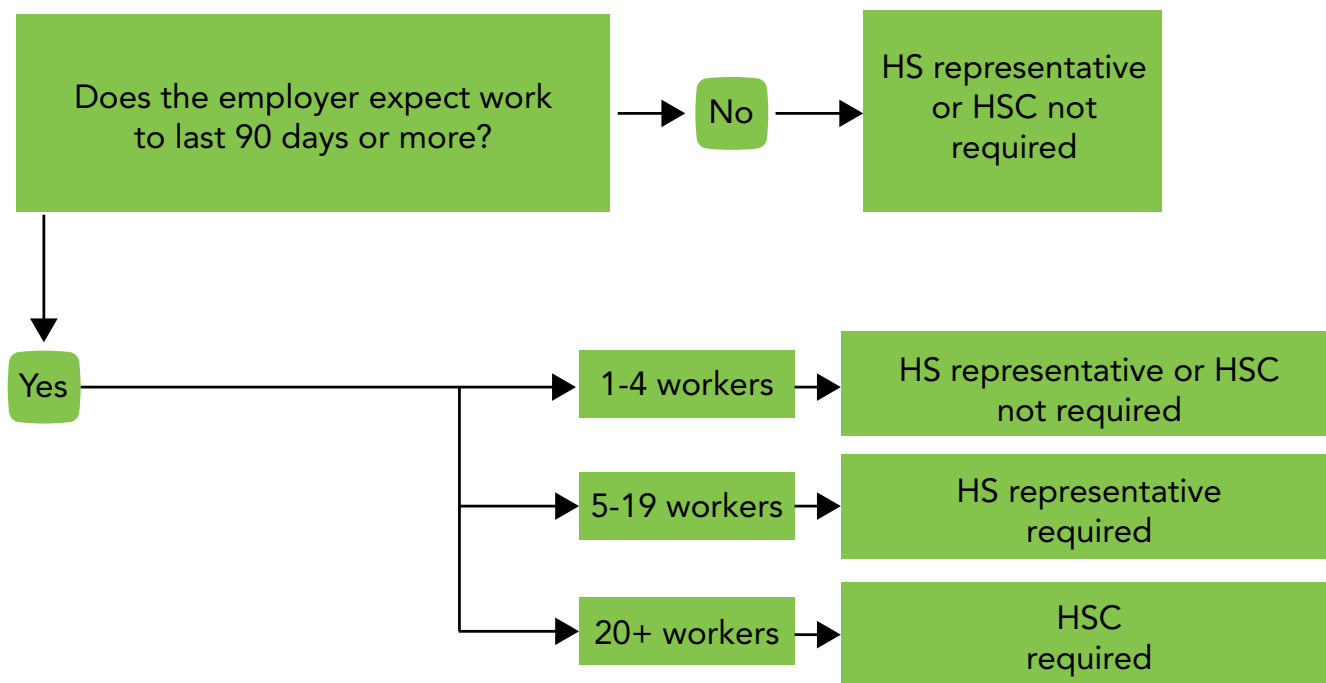 Does the employer expect work
to last 90 days or more?
No
HS representative
or HSC not
required
Yes
1-4 workers
HS representative or HSC
not required
5-19 workers
HS representative
required
20+ workers
HSC
required